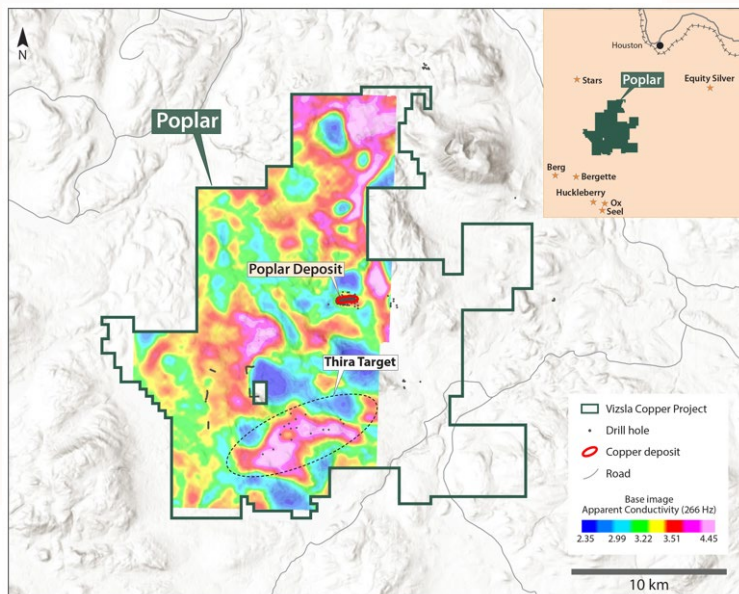 N
Poplar
Poplar Deposit
Thira Target
Houston
Stars
Equity Silver
Poplar
Berg
Bergette
Huckleberry
Ox
Seel
Vizsla Copper Project
Drill hole
Copper deposit
Road
Base image
Apparent Conductivity (266 Hz)
2.35 2.99 3.22 3.51 4.45
10 km